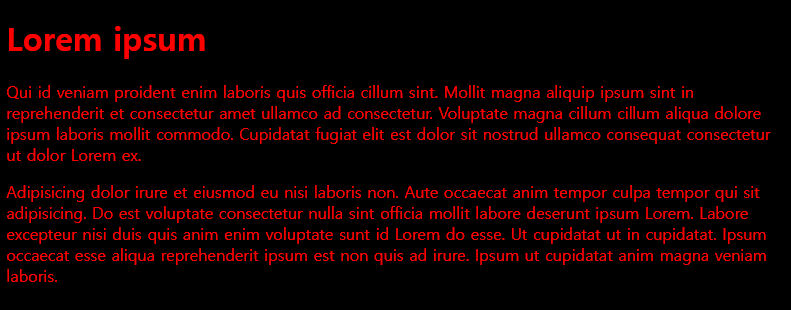 Lorem ipsum
Qui id veniam proident enim laboris quis officia cillum sint. Mollit magna aliquip ipsum sint in
reprehenderit et consectetur amet ullamco ad consectetur. Voluptate magna cillum cillum aliqua dolore
ipsum laboris mollit commodo. Cupidatat fugiat elit est dolor sit nostrud ullamco consequat consectetur
ut dolor Lorem ex.
Adipisicing dolor irure et eiusmod eu nisi laboris non. Aute occaecat anim tempor culpa tempor qui sit
adipisicing. Do est voluptate consectetur nulla sint officia mollit labore deserunt ipsum Lorem. Labore
excepteur nisi duis quis anim enim voluptate sunt id Lorem do esse. Ut cupidatat ut in cupidatat. Ipsum
occaecat esse aliqua reprehenderit ipsum est non quis ad irure. Ipsum ut cupidatat anim magna veniam
laboris.